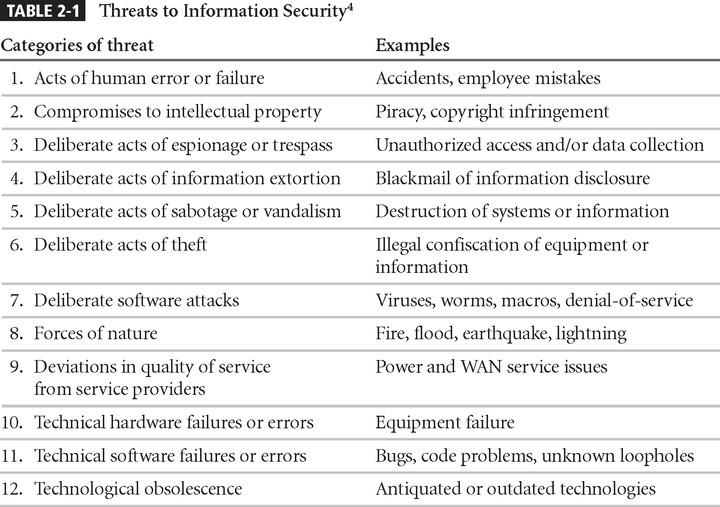 TABLE 2-1 Threats to Information Security4
Categories of threat Examples
1. Acts of human error or failure Accidents, employee mistakes
2. Compromises to intellectual property Piracy, copyright infringement
3. Deliberate acts of espionage or trespass Unauthorized access and/or data collection
4. Deliberate acts of information extortion Blackmail of information disclosure
5. Deliberate acts of sabotage or vandalism Destruction of systems or information
6. Deliberate acts of theft Illegal confiscation of equipment or
information
7. Deliberate software attacks Viruses, worms, macros, denial-of-service
8. Forces of nature Fire, flood, earthquake, lightning
9. Deviations in quality of service Power and WAN service issues
from service providers
10. Technical hardware failures or errors Equipment failure
11. Technical software failures or errors Bugs, code problems, unknown loopholes
12. Technological obsolescence Antiquated or outdated technologies